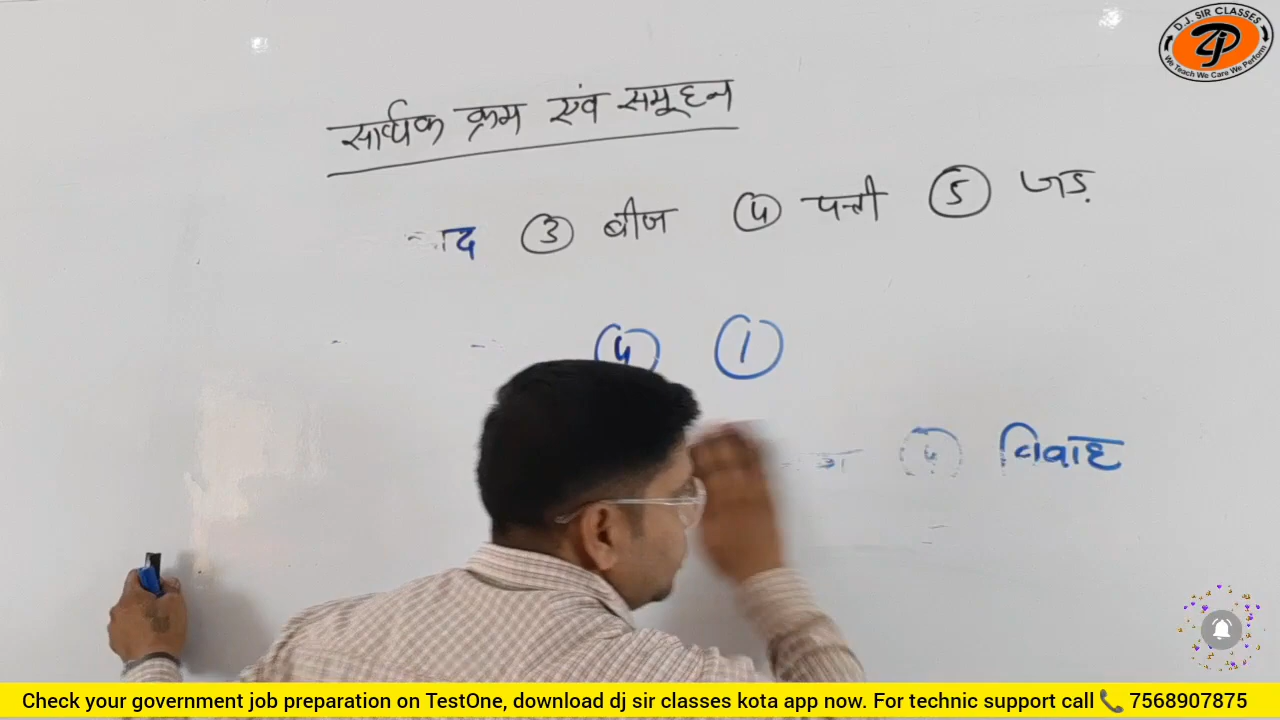 सार्थक क्रम एवं समूहन
द ③ बीज ④ पत्ती ⑤ जड़
④ ①
④ विवाह
D.J. SIR CLASSES
We Teach We Care We Perform
Check your government job preparation on TestOne, download dj sir classes kota app now. For technic support call 📞 7568907875